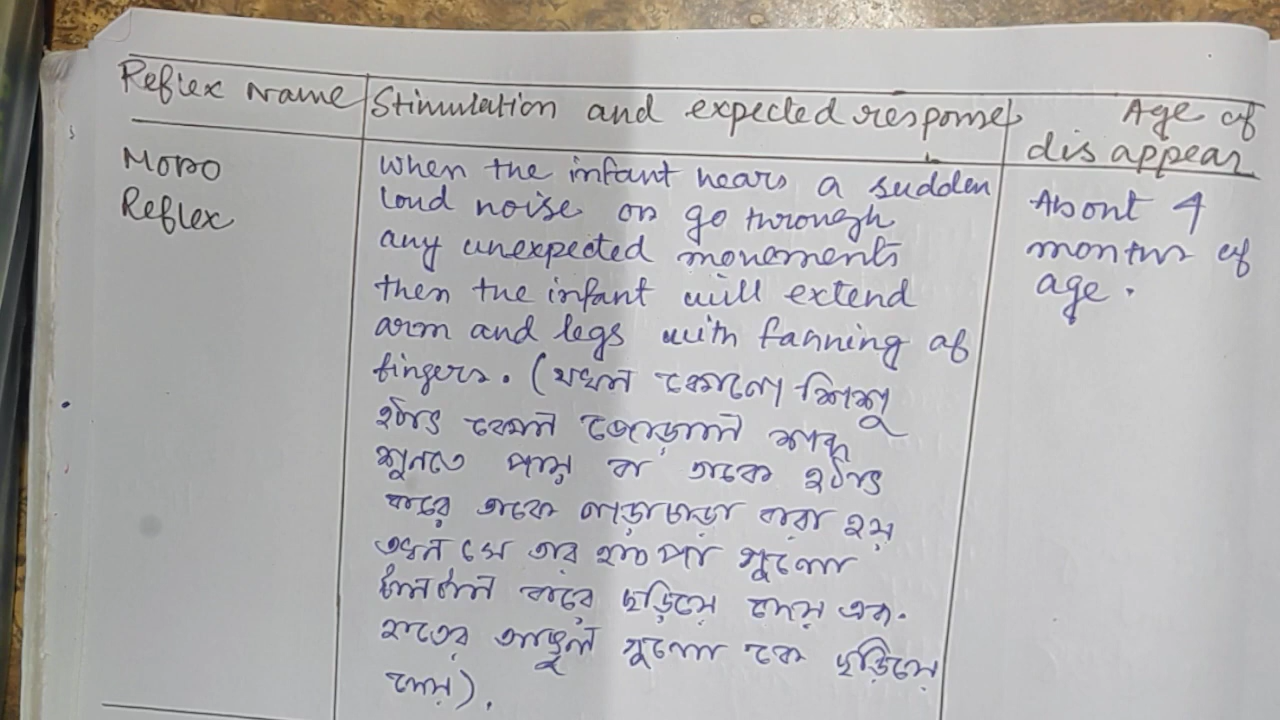 Reflex Name
Stimulation and expected response
Age of
disappear
Moro
Reflex
When the infant hears a sudden
loud noise or go through
any unexpected movements
then the infant will extend
arm and legs with fanning of
fingers. (যখন কোনো শিশু
হঠাৎ কোন জোড়ালো শব্দ
শুনতে পায় বা তাকে হঠাৎ
করে তাকে নাড়াচাড়া করা হয়
তখন সে তার হাত পা গুলো
টানটান করে ছড়িয়ে দেয় এবং
হাতের আঙুল গুলো কে ছড়িয়ে
দেয়).
About 4
months of
age.